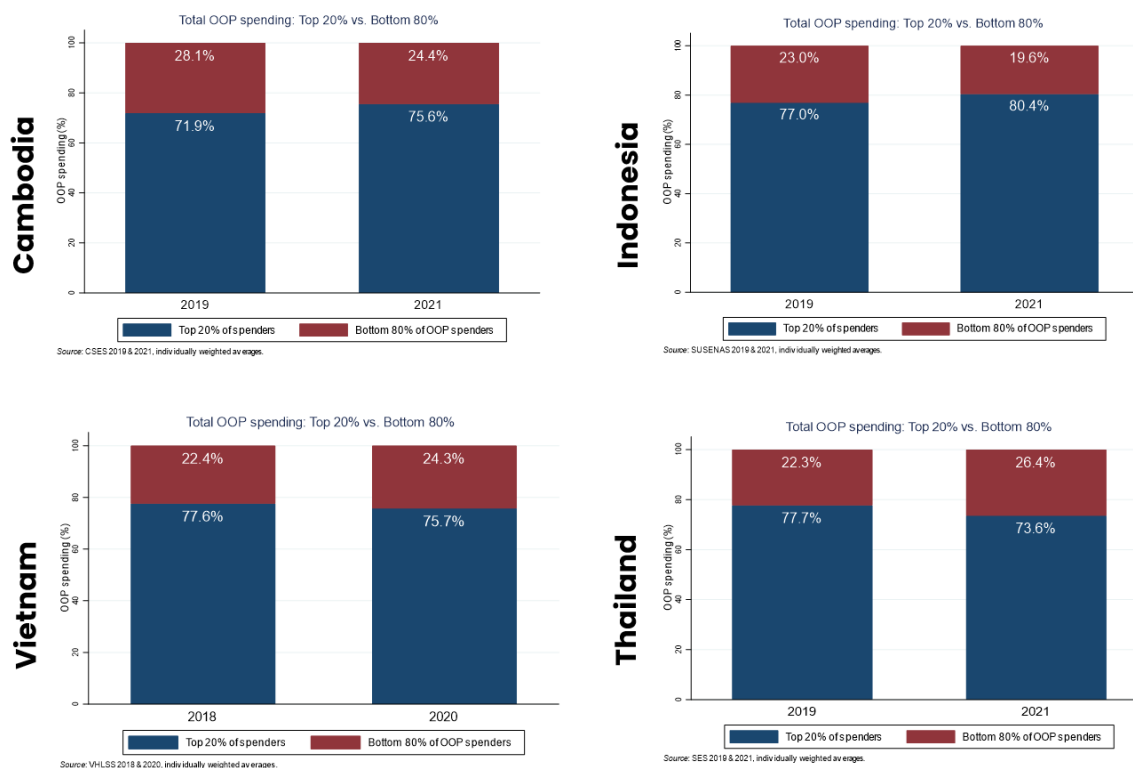 Cambodia
Total OOP spending: Top 20% vs. Bottom 80%
OOP spending (%)
100
80
60
40
20
0
28.1%
24.4%
71.9%
75.6%
2019
2021
Top 20% of spenders
Bottom 80% of OOP spenders
Source: CSES 2019 & 2021, individually weighted averages.
Indonesia
Total OOP spending: Top 20% vs. Bottom 80%
OOP spending (%)
100
80
60
40
20
0
23.0%
19.6%
77.0%
80.4%
2019
2021
Top 20% of spenders
Bottom 80% of OOP spenders
Source: SUSENAS 2019 & 2021, individually weighted averages.
Vietnam
Total OOP spending: Top 20% vs. Bottom 80%
OOP spending (%)
100
80
60
40
20
0
22.4%
24.3%
77.6%
75.7%
2018
2020
Top 20% of spenders
Bottom 80% of OOP spenders
Source: VHLSS 2018 & 2020, individually weighted averages.
Thailand
Total OOP spending: Top 20% vs. Bottom 80%
OOP spending (%)
100
80
60
40
20
0
22.3%
26.4%
77.7%
73.6%
2019
2021
Top 20% of spenders
Bottom 80% of OOP spenders
Source: SES 2019 & 2021, individually weighted averages.